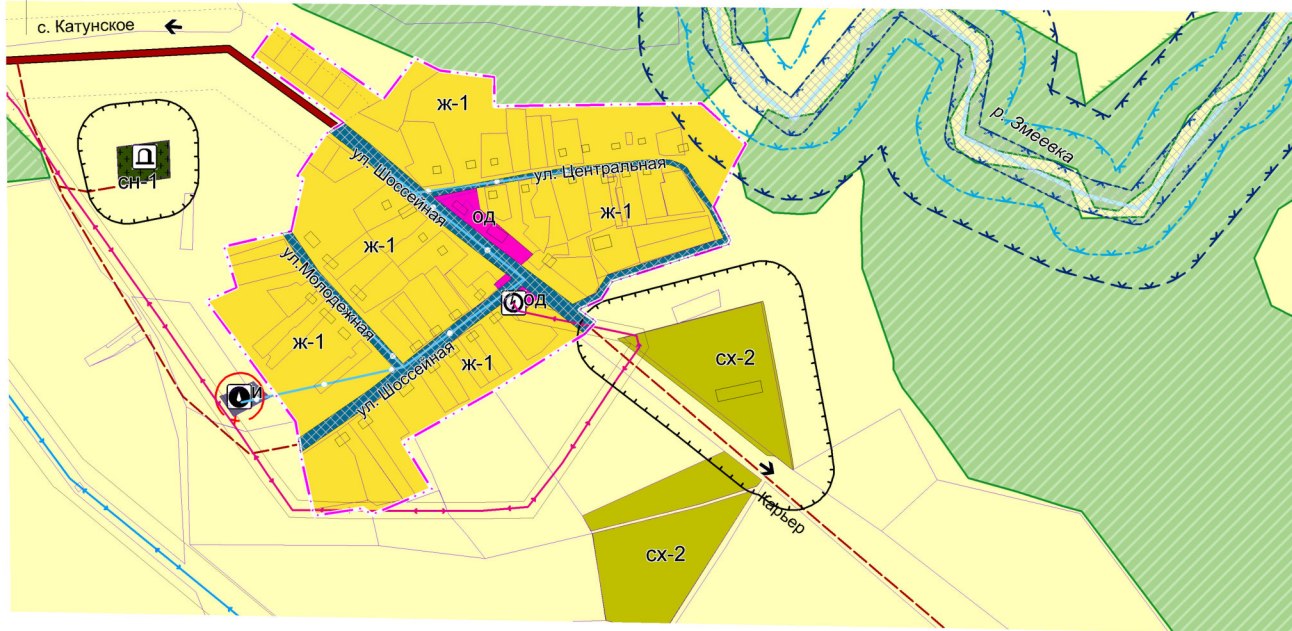 с. Катунское
ж-1
р. Змеевка
ул. Шоссейная
ул. Центральная
сн-1
од
ж-1
ж-1
ул.Молодежная
од
ж-1
ж-1
сх-2
ул. Шоссейная
и
Карьер
сх-2